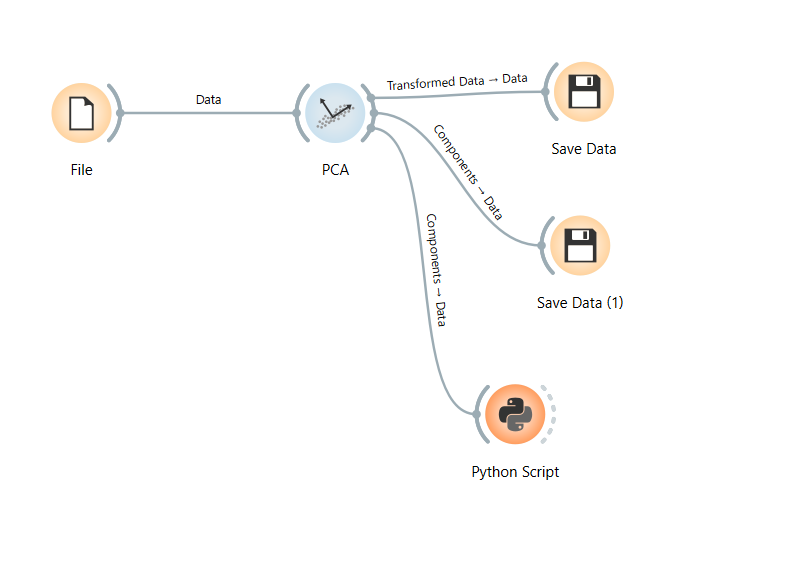 Data
Transformed Data → Data
File
PCA
Save Data
Components → Data
Save Data (1)
Components → Data
Python Script